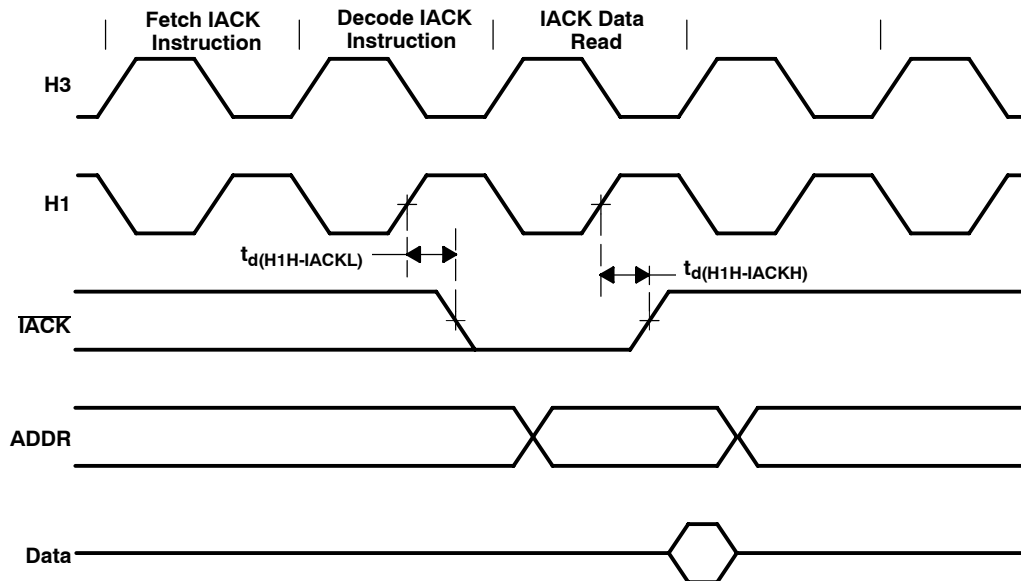 Fetch IACK
Instruction
Decode IACK
Instruction
IACK Data
Read
H3
H1
td(H1H-IACKL)
td(H1H-IACKH)
IACK
ADDR
Data